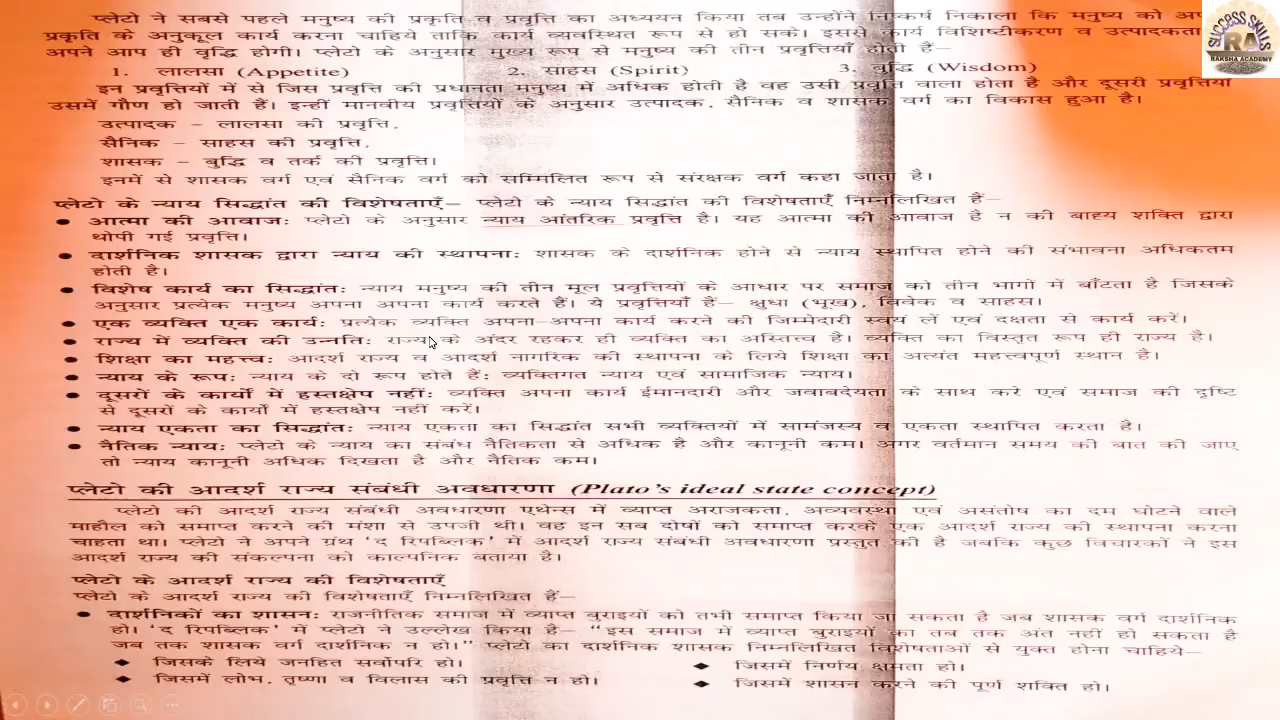 प्लेटो ने सबसे पहले मनुष्य की प्रकृति व प्रवृत्ति का अध्ययन किया तब उन्होंने निष्कर्ष निकाला कि मनुष्य को
प्रकृति के अनुकूल कार्य करना चाहिये ताकि कार्य व्यवस्थित रूप से हो सके। इससे कार्य विशिष्टीकरण व उत्पादकता
अपने आप ही वृद्धि होगी। प्लेटो के अनुसार मुख्य रूप से मनुष्य की तीन प्रवृत्तियाँ होती हैं–
1. लालसा (Appetite) 2. साहस (Spirit) 3. बुद्धि (Wisdom)
इन प्रवृत्तियों में से जिस प्रवृत्ति की प्रधानता मनुष्य में अधिक होती है वह उसी प्रवृत्ति वाला होता है और दूसरी प्रवृत्तियाँ
उसमें गौण हो जाती हैं। इन्हीं मानवीय प्रवृत्तियों के अनुसार उत्पादक, सैनिक व शासक वर्ग का विकास हुआ है।
उत्पादक – लालसा की प्रवृत्ति,
सैनिक – साहस की प्रवृत्ति,
शासक – बुद्धि व तर्क की प्रवृत्ति।
इनमें से शासक वर्ग एवं सैनिक वर्ग को सम्मिलित रूप से संरक्षक वर्ग कहा जाता है।
प्लेटो के न्याय सिद्धांत की विशेषताएँ– प्लेटो के न्याय सिद्धांत की विशेषताएँ निम्नलिखित हैं–
● आत्मा की आवाज: प्लेटो के अनुसार न्याय आंतरिक प्रवृत्ति है। यह आत्मा की आवाज है न की बाह्य शक्ति द्वारा
थोपी गई प्रवृत्ति।
● दार्शनिक शासक द्वारा न्याय की स्थापना: शासक के दार्शनिक होने से न्याय स्थापित होने की संभावना अधिकतम
होती है।
● विशेष कार्य का सिद्धांत: न्याय मनुष्य की तीन मूल प्रवृत्तियों के आधार पर समाज को तीन भागों में बाँटता है जिसके
अनुसार प्रत्येक मनुष्य अपना अपना कार्य करते हैं। ये प्रवृत्तियाँ हैं– क्षुधा (भूख), विवेक व साहस।
● एक व्यक्ति एक कार्य: प्रत्येक व्यक्ति अपना–अपना कार्य करने की जिम्मेदारी स्वयं लें एवं दक्षता से कार्य करें।
● राज्य में व्यक्ति की उन्नति: राज्य के अंदर रहकर ही व्यक्ति का अस्तित्व है। व्यक्ति का विस्तृत रूप ही राज्य है।
● शिक्षा का महत्त्व: आदर्श राज्य व आदर्श नागरिक की स्थापना के लिये शिक्षा का अत्यंत महत्त्वपूर्ण स्थान है।
● न्याय के रूप: न्याय के दो रूप होते हैं: व्यक्तिगत न्याय एवं सामाजिक न्याय।
● दूसरों के कार्यों में हस्तक्षेप नहीं: व्यक्ति अपना कार्य ईमानदारी और जवाबदेयता के साथ करे एवं समाज की दृष्टि
से दूसरों के कार्यों में हस्तक्षेप नहीं करें।
● न्याय एकता का सिद्धांत: न्याय एकता का सिद्धांत सभी व्यक्तियों में सामंजस्य व एकता स्थापित करता है।
● नैतिक न्याय: प्लेटो के न्याय का संबंध नैतिकता से अधिक है और कानूनी कम। अगर वर्तमान समय की बात की जाए
तो न्याय कानूनी अधिक दिखता है और नैतिक कम।
प्लेटो की आदर्श राज्य संबंधी अवधारणा (Plato's ideal state concept)
प्लेटो की आदर्श राज्य संबंधी अवधारणा एथेन्स में व्याप्त अराजकता, अव्यवस्था एवं असंतोष का दम घोटने वाले
माहौल को समाप्त करने की मंशा से उपजी थी। वह इन सब दोषों को समाप्त करके एक आदर्श राज्य की स्थापना करना
चाहता था। प्लेटो ने अपने ग्रंथ 'द रिपब्लिक' में आदर्श राज्य संबंधी अवधारणा प्रस्तुत की है जबकि कुछ विचारकों ने इस
आदर्श राज्य की संकल्पना को काल्पनिक बताया है।
प्लेटो के आदर्श राज्य की विशेषताएँ
प्लेटो के आदर्श राज्य की विशेषताएँ निम्नलिखित हैं–
● दार्शनिकों का शासन: राजनीतिक समाज में व्याप्त बुराइयों को तभी समाप्त किया जा सकता है जब शासक वर्ग दार्शनिक
हो। 'द रिपब्लिक' में प्लेटो ने उल्लेख किया है– "इस समाज में व्याप्त बुराइयों का तब तक अंत नहीं हो सकता है
जब तक शासक वर्ग दार्शनिक न हो।" प्लेटो का दार्शनिक शासक निम्नलिखित विशेषताओं से युक्त होना चाहिये–
◆ जिसके लिये जनहित सर्वोपरि हो। ◆ जिसमें निर्णय क्षमता हो।
◆ जिसमें लोभ, तृष्णा व विलास की प्रवृत्ति न हो। ◆ जिसमें शासन करने की पूर्ण शक्ति हो।
SUCCESS SKILLS
RA
RAKSHA ACADEMY